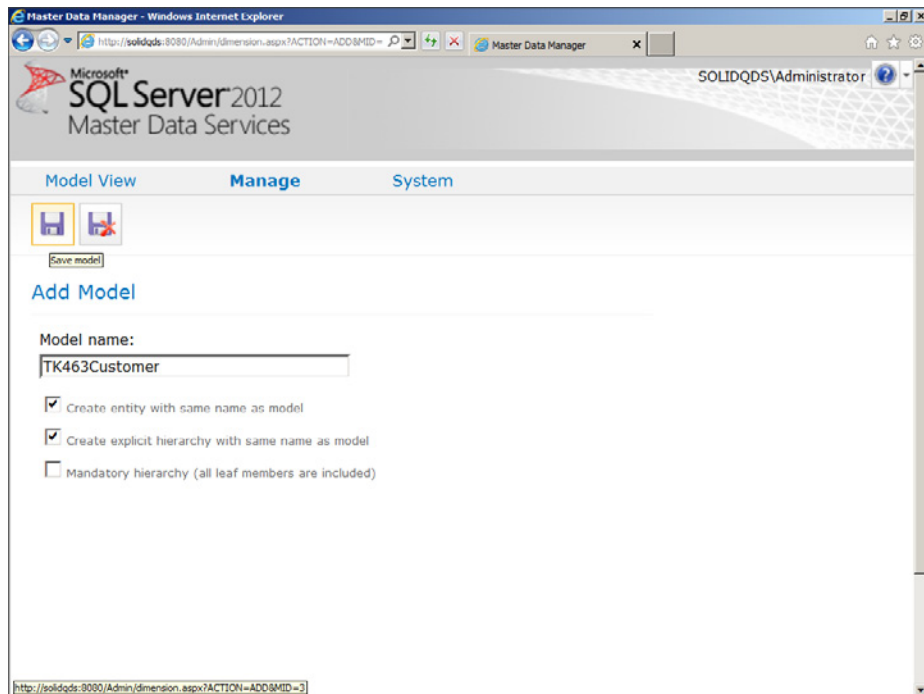 Master Data Manager - Windows Internet Explorer
http://solidqds:8080/Admin/dimension.aspx?ACTION=ADD&MID=
Master Data Manager
Microsoft®
SQL Server 2012
Master Data Services
SOLIDQDS\Administrator
Model View Manage System
Save model
Add Model
Model name:
TK463Customer
Create entity with same name as model
Create explicit hierarchy with same name as model
Mandatory hierarchy (all leaf members are included)
http://solidqds:8080/Admin/dimension.aspx?ACTION=ADD&MID=3